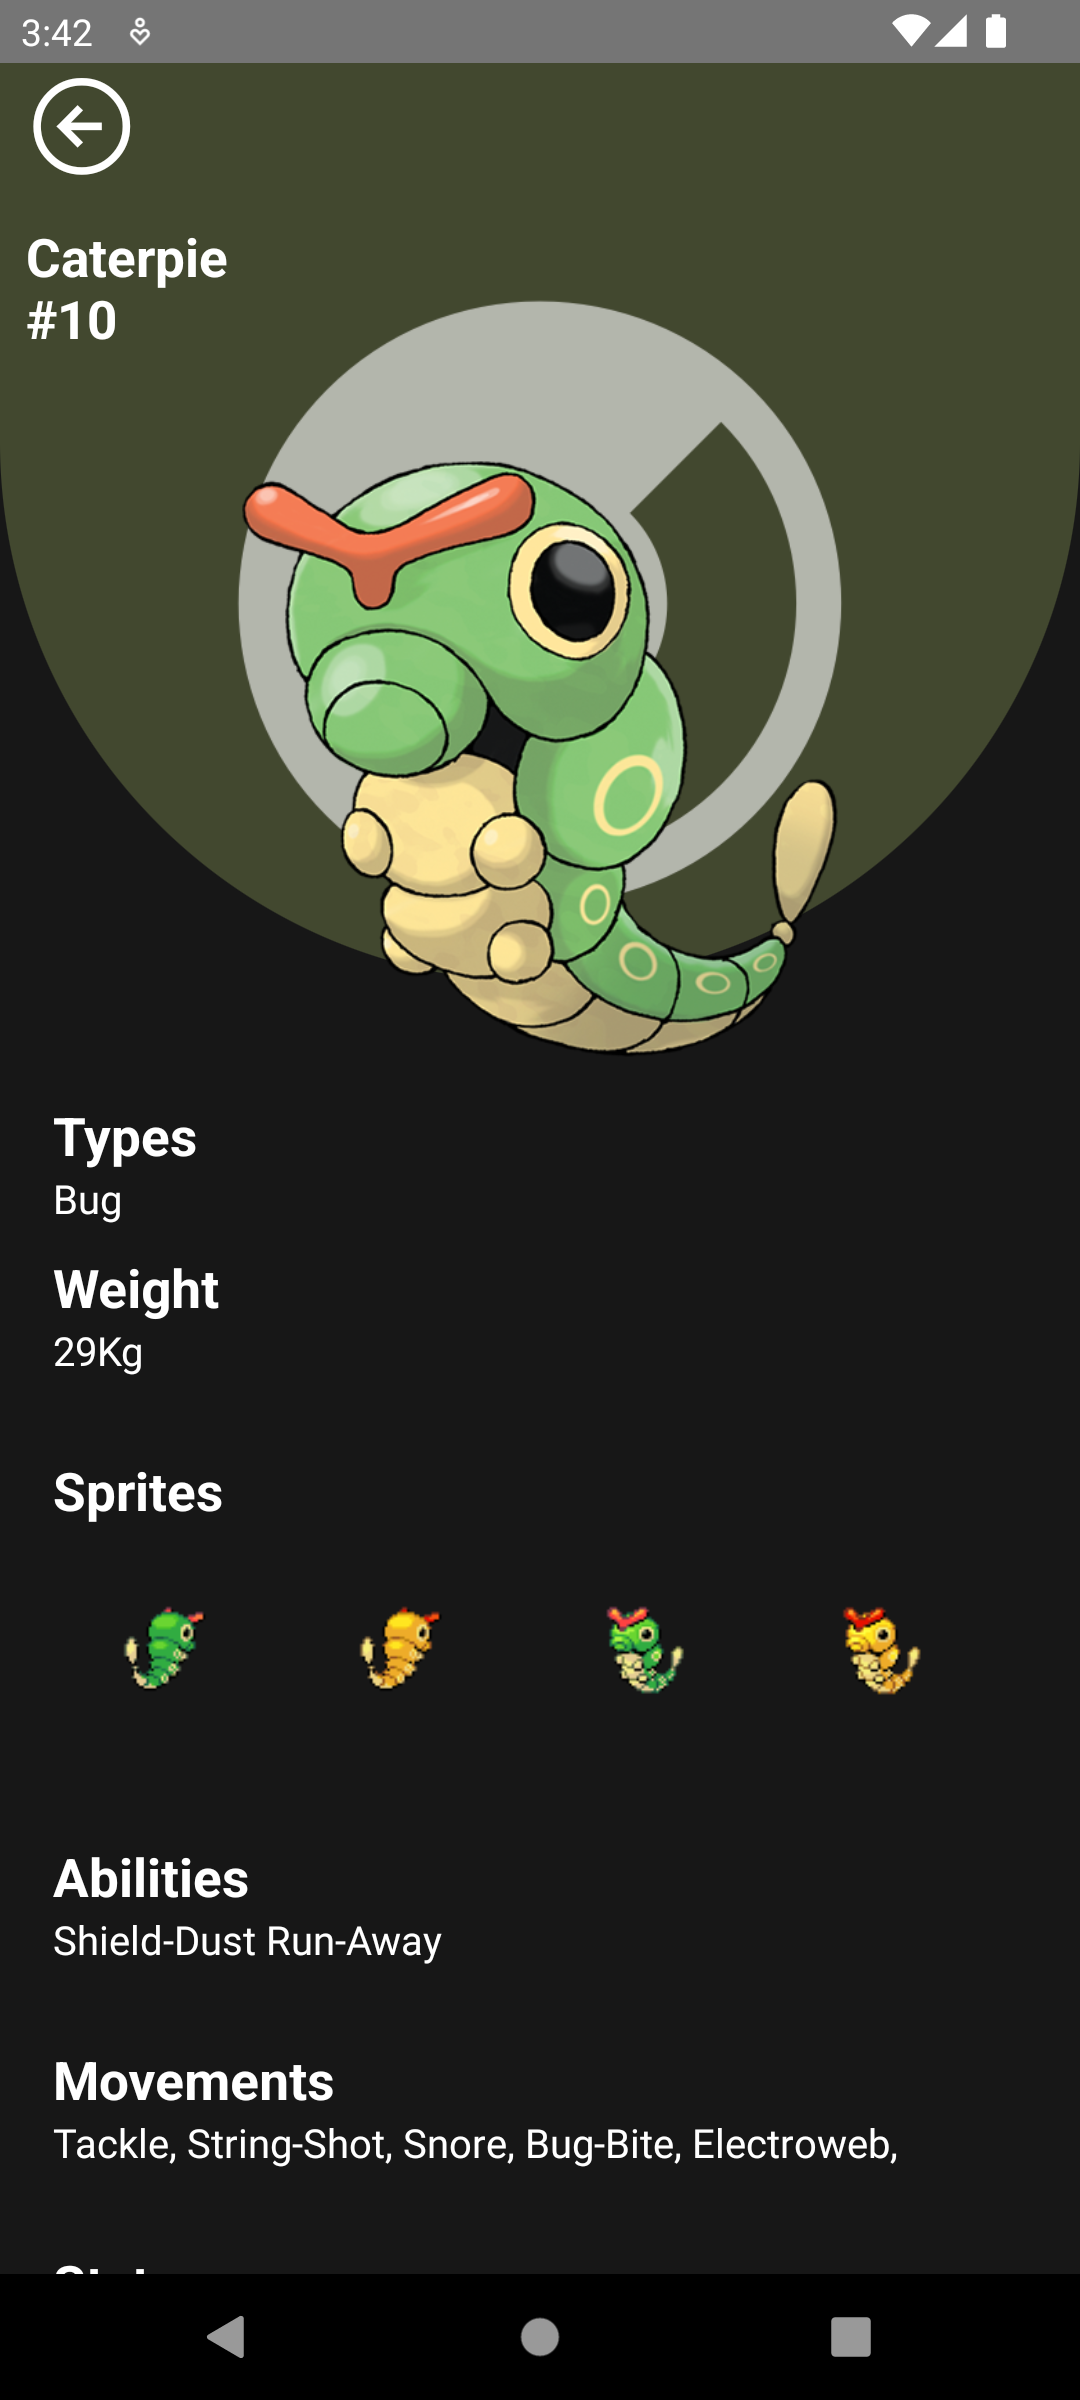 3:42
Caterpie
#10
Types
Bug
Weight
29Kg
Sprites
Abilities
Shield-Dust Run-Away
Movements
Tackle, String-Shot, Snore, Bug-Bite, Electroweb,